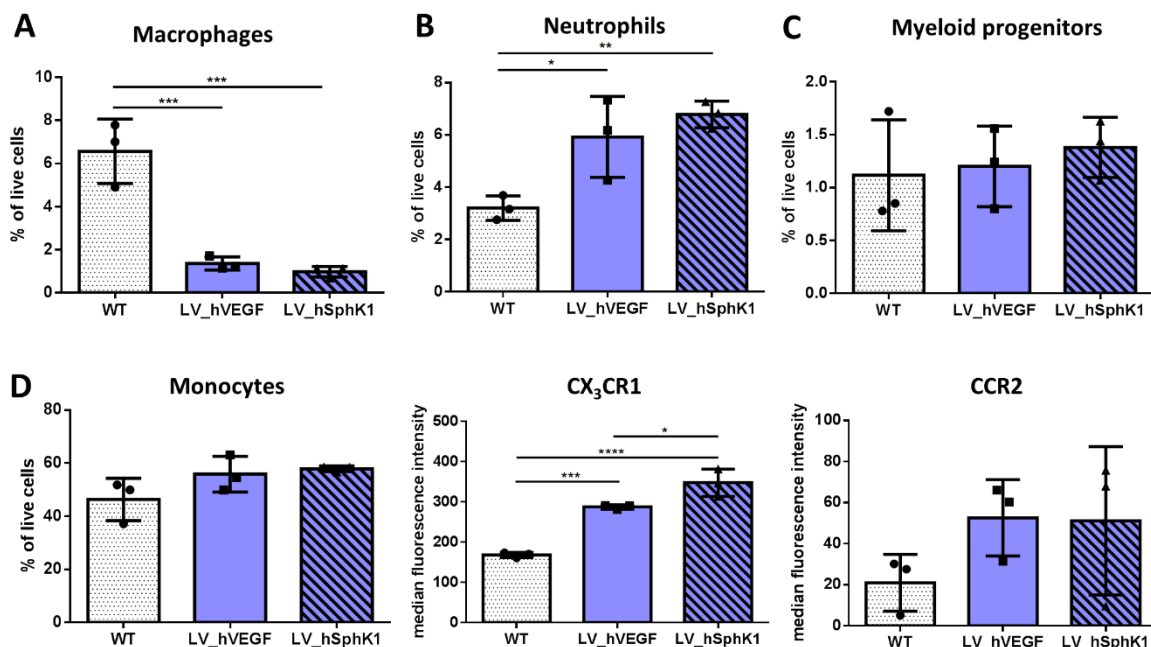 A
Macrophages
***
***
% of live cells
10
8
6
4
2
0
WT
LV_hVEGF
LV_hSphK1
B
Neutrophils
**
*
% of live cells
8
6
4
2
0
WT
LV_hVEGF
LV_hSphK1
C
Myeloid progenitors
% of live cells
2.0
1.5
1.0
0.5
0.0
WT
LV_hVEGF
LV_hSphK1
D
Monocytes
% of live cells
80
60
40
20
0
WT
LV_hVEGF
LV_hSphK1
CX₃CR1
*
****
***
median fluorescence intensity
500
400
300
200
100
0
WT
LV_hVEGF
LV_hSphK1
CCR2
median fluorescence intensity
100
80
60
40
20
0
WT
LV_hVEGF
LV_hSphK1